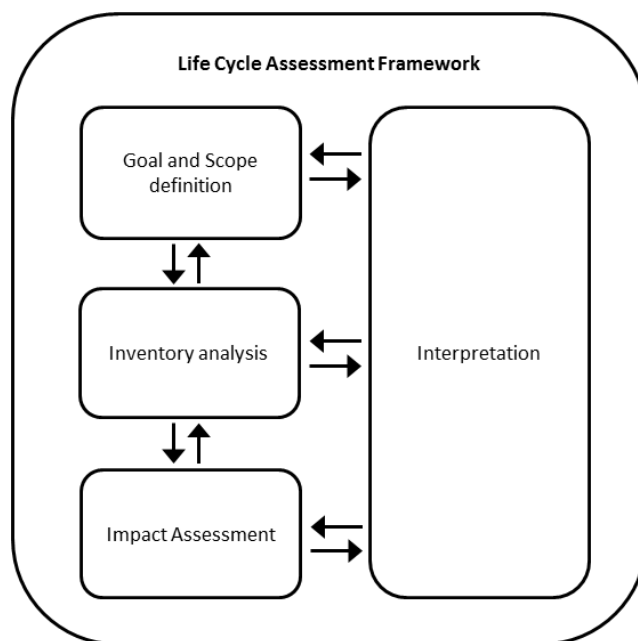 Life Cycle Assessment Framework
Goal and Scope
definition
Inventory analysis
Interpretation
Impact Assessment